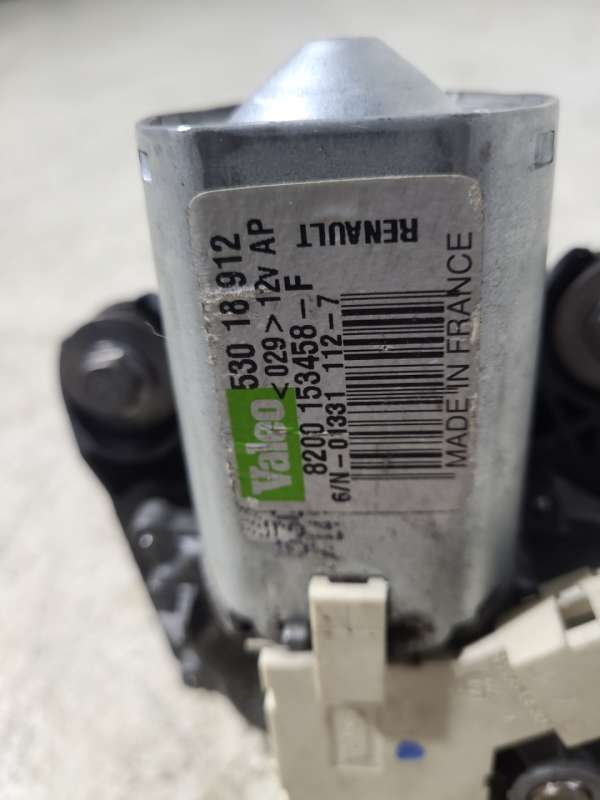 RENAULT
Valeo
530 18 912
< 029 > 12v AP
8200 153458-F
6/N-01331 112-7
MADE IN FRANCE